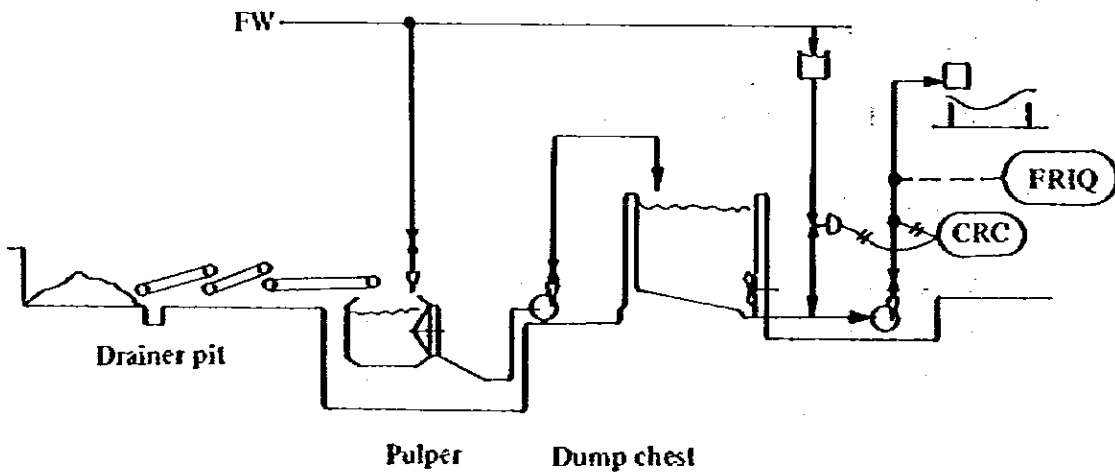 FW
FRIQ
CRC
Drainer pit
Pulper
Dump chest